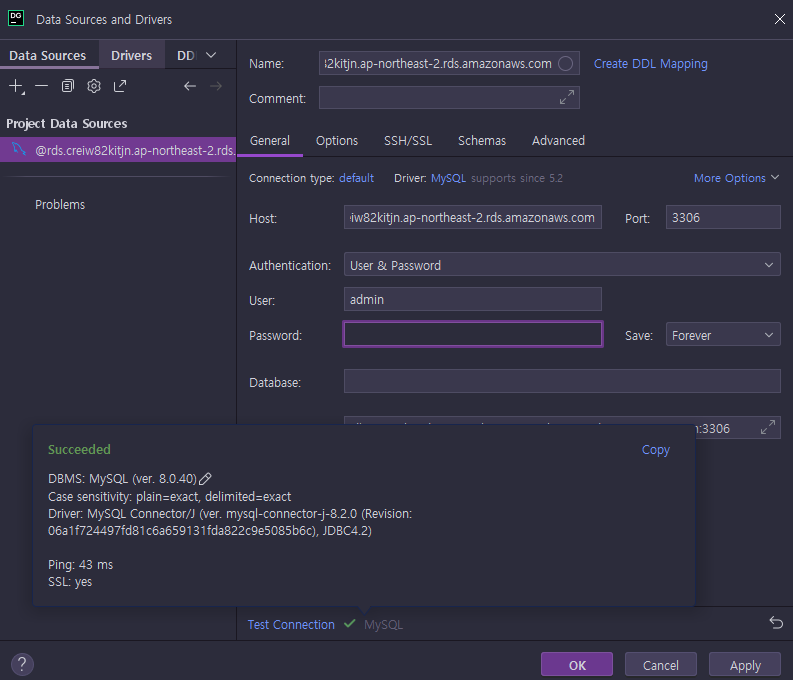 DG
Data Sources and Drivers
Data Sources Drivers DD
Name: 32kitjn.ap-northeast-2.rds.amazonaws.com Create DDL Mapping
Comment:
Project Data Sources
General Options SSH/SSL Schemas Advanced
@rds.creiw82kitjn.ap-northeast-2.rds.
Connection type: default Driver: MySQL supports since 5.2 More Options
Problems
Host: iw82kitjn.ap-northeast-2.rds.amazonaws.com Port: 3306
Authentication: User & Password
User: admin
Password: Save: Forever
Database:
:3306
Succeeded Copy
DBMS: MySQL (ver. 8.0.40)
Case sensitivity: plain=exact, delimited=exact
Driver: MySQL Connector/J (ver. mysql-connector-j-8.2.0 (Revision:
06a1f724497fd81c6a659131fda822c9e5085b6c), JDBC4.2)
Ping: 43 ms
SSL: yes
Test Connection MySQL
? OK Cancel Apply